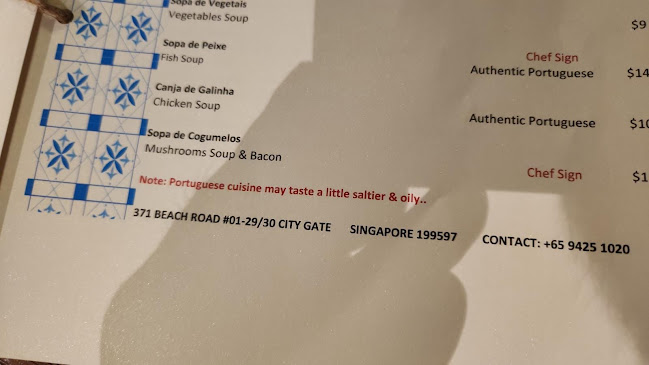 Sopa de Vegetais
Vegetables Soup $9
Sopa de Peixe Chef Sign
Fish Soup Authentic Portuguese
Canja de Galinha
Chicken Soup Authentic Portuguese
Sopa de Cogumelos
Mushrooms Soup & Bacon Chef Sign
Note: Portuguese cuisine may taste a little saltier & oily..
371 BEACH ROAD #01-29/30 CITY GATE SINGAPORE 199597 CONTACT: +65 9425 1020